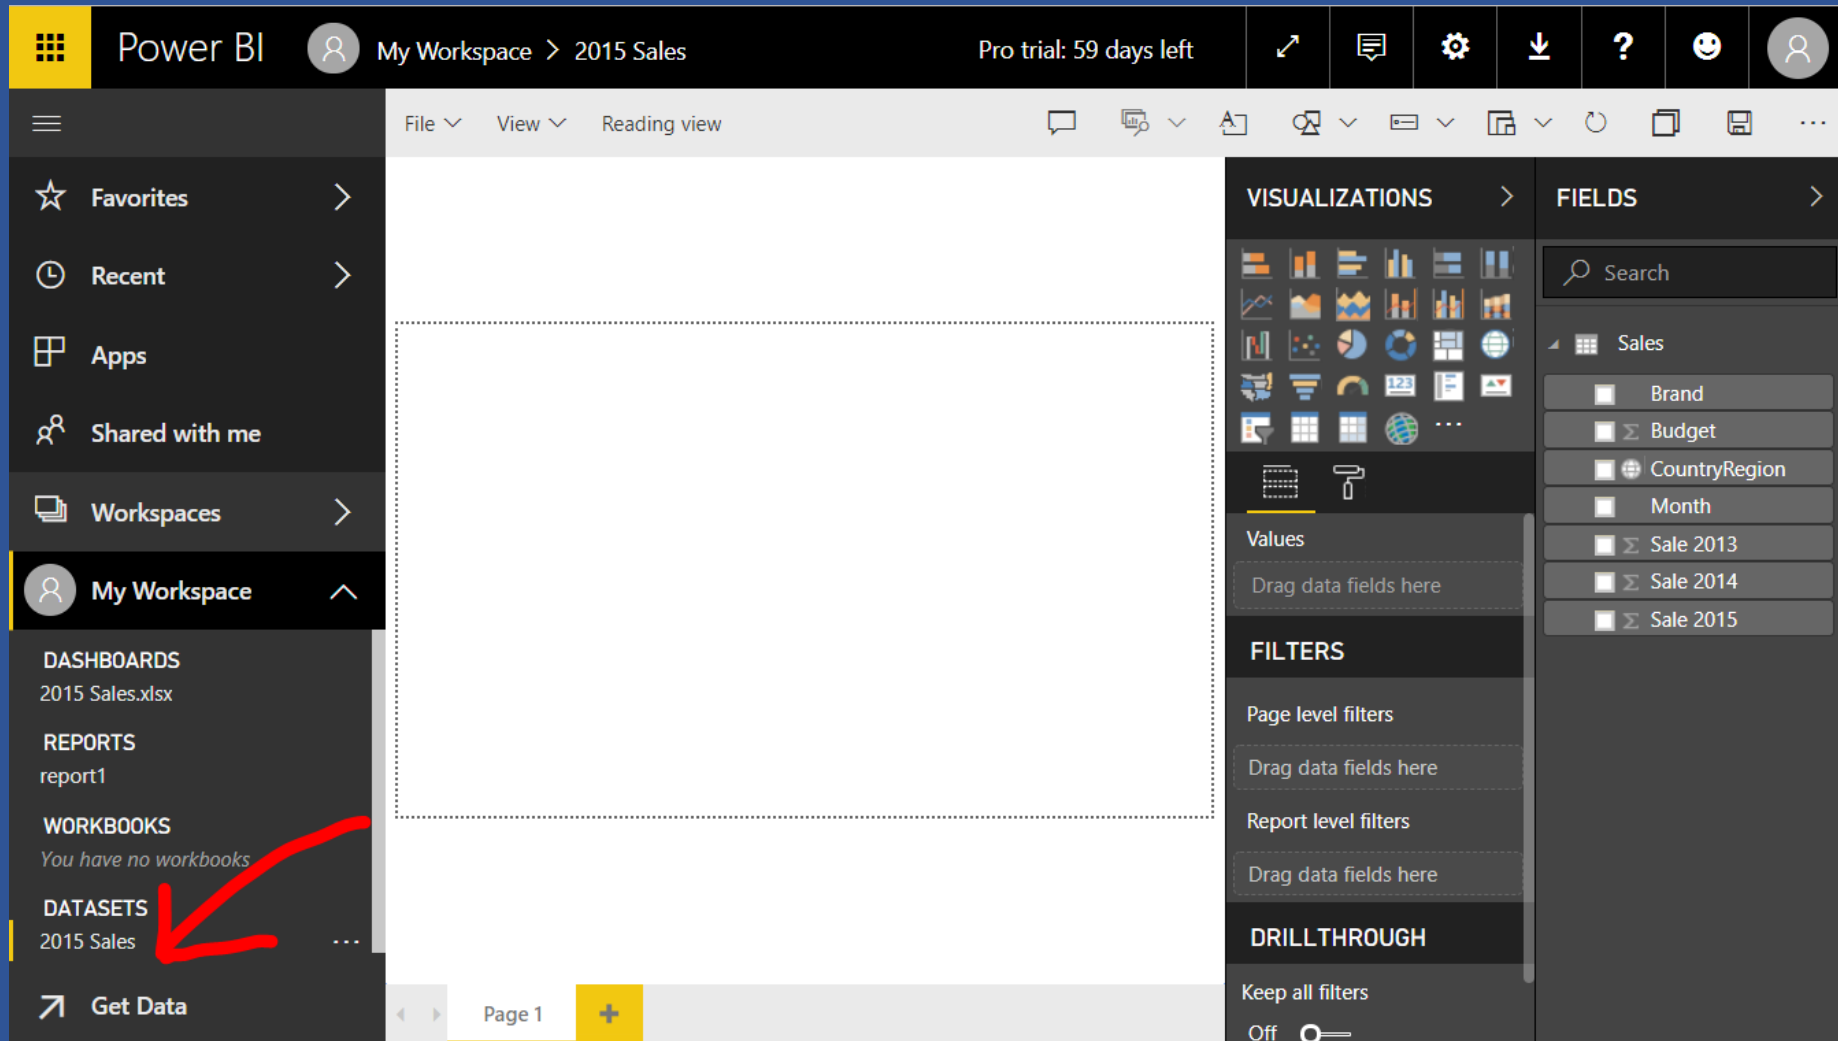 Power BI
My Workspace > 2015 Sales
Pro trial: 59 days left
File
View
Reading view
Favorites
Recent
Apps
Shared with me
Workspaces
My Workspace
DASHBOARDS
2015 Sales.xlsx
REPORTS
report1
WORKBOOKS
You have no workbooks
DATASETS
2015 Sales
...
Get Data
Page 1
VISUALIZATIONS
123
Values
Drag data fields here
FILTERS
Page level filters
Drag data fields here
Report level filters
Drag data fields here
DRILLTHROUGH
Keep all filters
Off
FIELDS
Search
Sales
Brand
Σ Budget
CountryRegion
Month
Σ Sale 2013
Σ Sale 2014
Σ Sale 2015